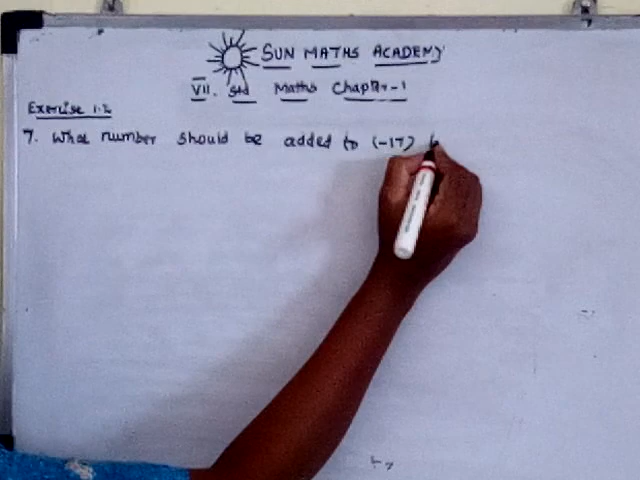 SUN MATHS ACADEMY
VII. Std Maths Chapter-1
Exercise 1.2
7. What number should be added to (-17)